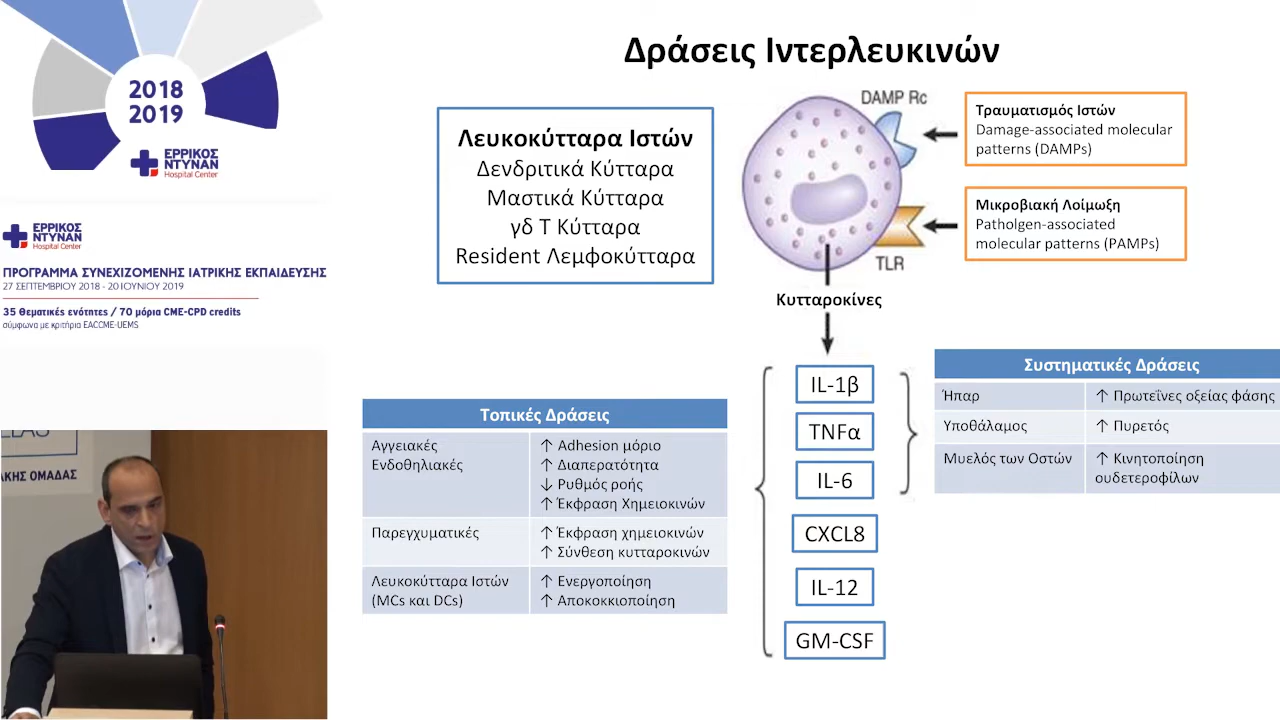 2018
2019
ΕΡΡΙΚΟΣ
ΝΤΥΝΑΝ
Hospital Center
ΕΡΡΙΚΟΣ
ΝΤΥΝΑΝ
Hospital Center
ΠΡΟΓΡΑΜΜΑ ΣΥΝΕΧΙΖΟΜΕΝΗΣ ΙΑΤΡΙΚΗΣ ΕΚΠΑΙΔΕΥΣΗΣ
27 ΣΕΠΤΕΜΒΡΙΟΥ 2018 - 20 ΙΟΥΝΙΟΥ 2019
35 θεματικές ενότητες / 70 μόρια CME-CPD credits
σύμφωνα με κριτήρια EACCME-UEMS
ΑΚΗΣ ΟΜΑΔΑΣ
Δράσεις Ιντερλευκινών
Λευκοκύτταρα Ιστών
Δενδριτικά Κύτταρα
Μαστικά Κύτταρα
γδ Τ Κύτταρα
Resident Λεμφοκύτταρα
DAMP Rc
TLR
Τραυματισμός Ιστών
Damage-associated molecular
patterns (DAMPs)
Μικροβιακή Λοίμωξη
Patholgen-associated
molecular patterns (PAMPs)
Κυτταροκίνες
IL-1β
TNFα
IL-6
CXCL8
IL-12
GM-CSF
Τοπικές Δράσεις
Αγγειακές
Ενδοθηλιακές
↑ Adhesion μόριο
↑ Διαπερατότητα
↓ Ρυθμός ροής
↑ Έκφραση Χημειοκινών
Παρεγχυματικές
↑ Έκφραση χημειοκινών
↑ Σύνθεση κυτταροκινών
Λευκοκύτταρα Ιστών
(MCs και DCs)
↑ Ενεργοποίηση
↑ Αποκοκκιοποίηση
Συστηματικές Δράσεις
Ήπαρ
↑ Πρωτεΐνες οξείας φάσης
Υποθάλαμος
↑ Πυρετός
Μυελός των Οστών
↑ Κινητοποίηση
ουδετεροφίλων